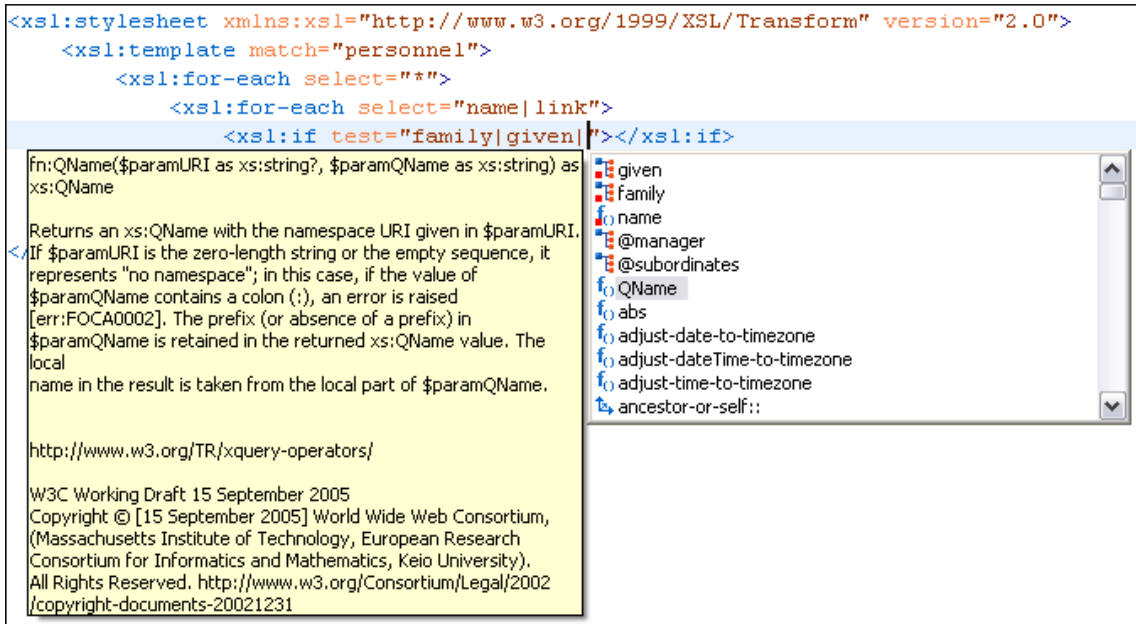 <xsl:stylesheet xmlns:xsl="http://www.w3.org/1999/XSL/Transform" version="2.0">
<xsl:template match="personnel">
<xsl:for-each select="*">
<xsl:for-each select="name|link">
<xsl:if test="family|given|"></xsl:if>
fn:QName($paramURI as xs:string?, $paramQName as xs:string) as
xs:QName
Returns an xs:QName with the namespace URI given in $paramURI.
</If $paramURI is the zero-length string or the empty sequence, it
represents "no namespace"; in this case, if the value of
$paramQName contains a colon (:), an error is raised
[err:FOCA0002]. The prefix (or absence of a prefix) in
$paramQName is retained in the returned xs:QName value. The
local
name in the result is taken from the local part of $paramQName.
http://www.w3.org/TR/xquery-operators/
W3C Working Draft 15 September 2005
Copyright © [15 September 2005] World Wide Web Consortium,
(Massachusetts Institute of Technology, European Research
Consortium for Informatics and Mathematics, Keio University).
All Rights Reserved. http://www.w3.org/Consortium/Legal/2002
/copyright-documents-20021231
given
family
f() name
@manager
@subordinates
f() QName
f() abs
f() adjust-date-to-timezone
f() adjust-dateTime-to-timezone
f() adjust-time-to-timezone
ancestor-or-self::